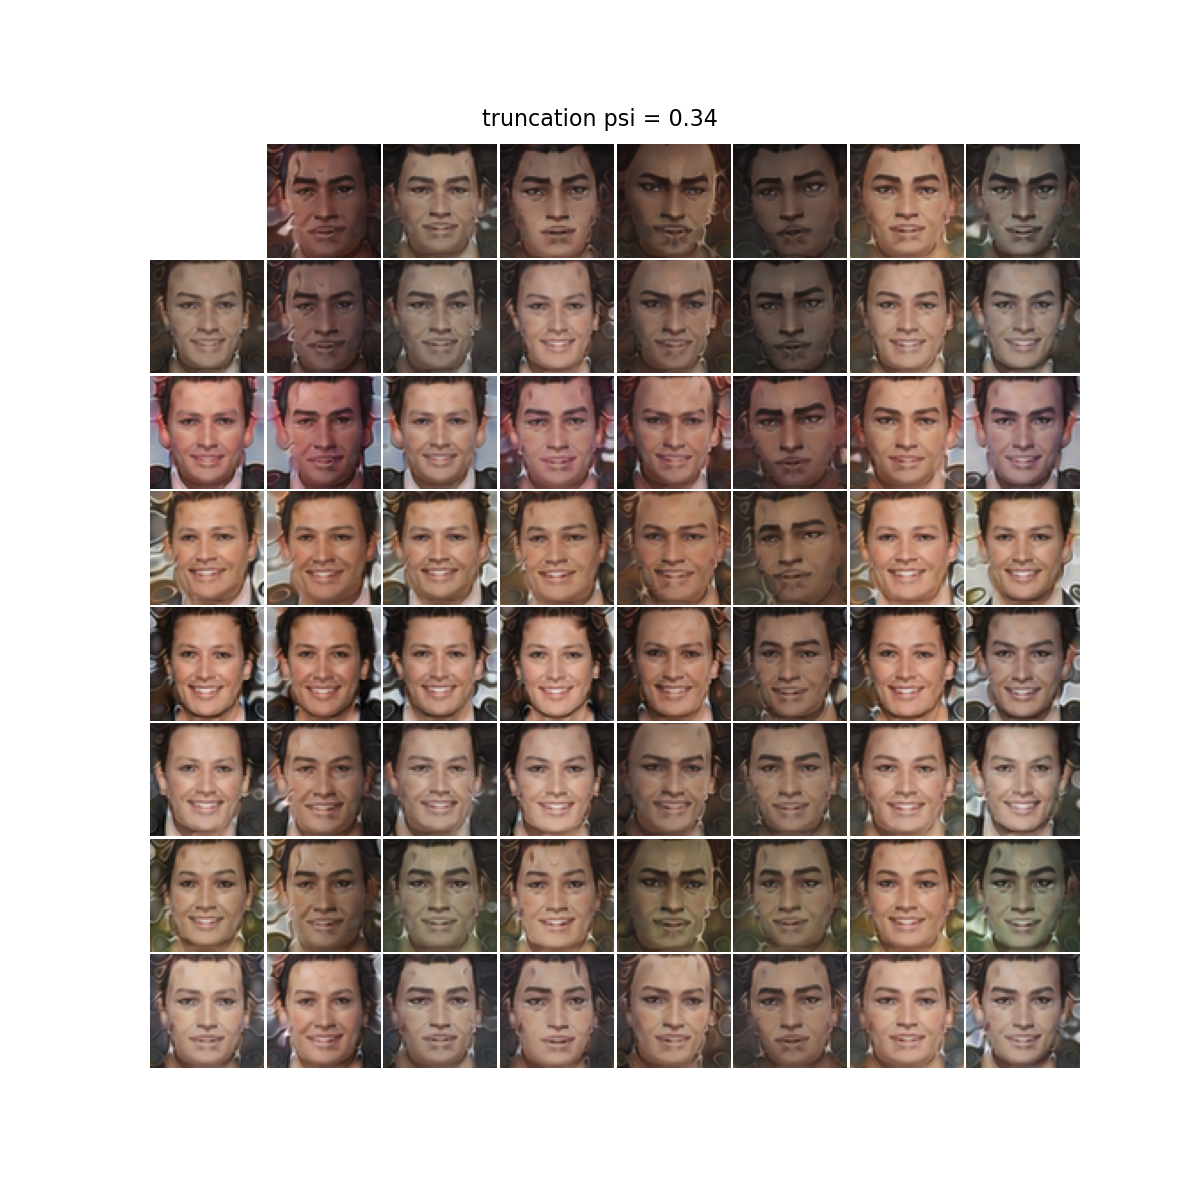 truncation psi = 0.34